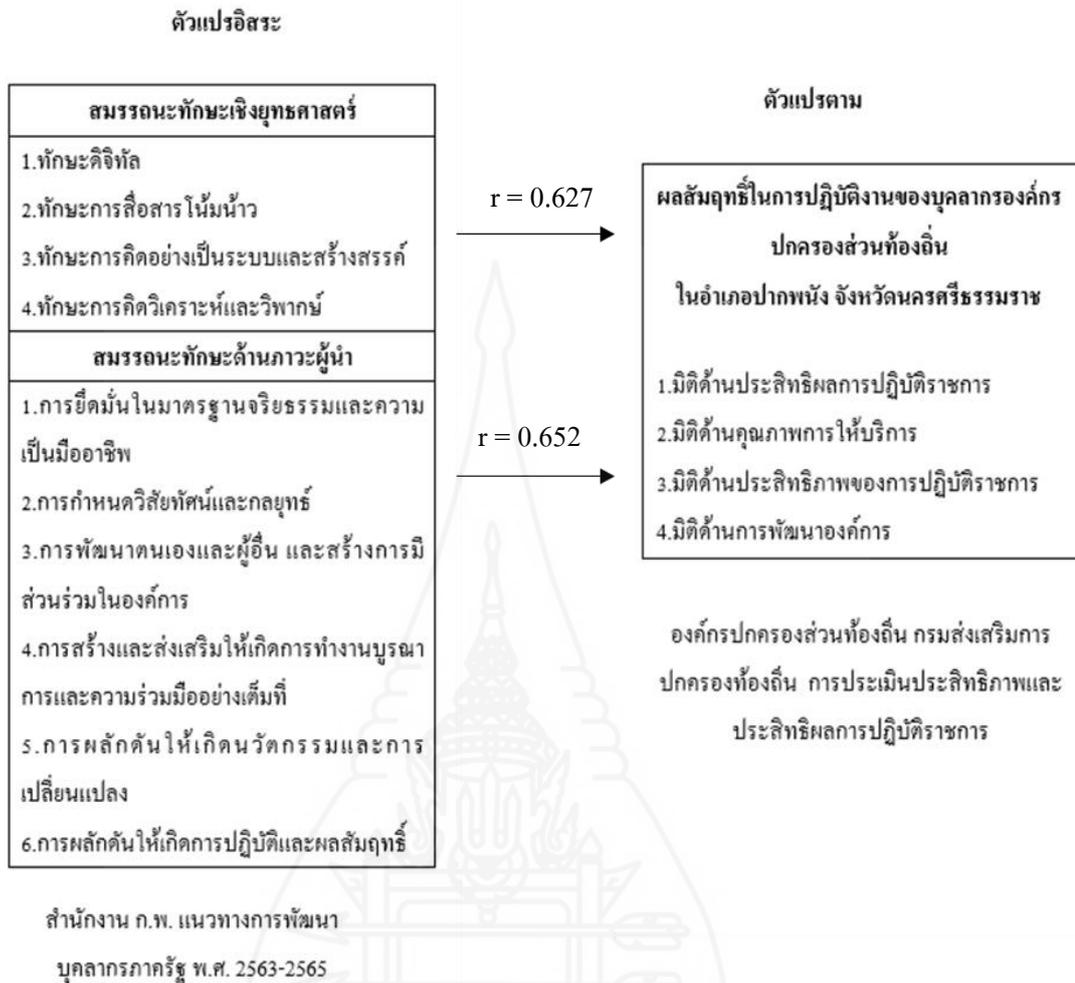 ตัวแปรอิสระ
สมรรถนะทักษะเชิงยุทธศาสตร์
1.ทักษะดิจิทัล
2.ทักษะการสื่อสารโน้มน้าว
3.ทักษะการคิดอย่างเป็นระบบและสร้างสรรค์
4.ทักษะการคิดวิเคราะห์และวิพากษ์
สมรรถนะทักษะด้านภาวะผู้นำ
1.การยึดมั่นในมาตรฐานจริยธรรมและความ
เป็นมืออาชีพ
2.การกำหนดวิสัยทัศน์และกลยุทธ์
3.การพัฒนาตนเองและผู้อื่น และสร้างการมี
ส่วนร่วมในองค์การ
4.การสร้างและส่งเสริมให้เกิดการทำงานบูรณา
การและความร่วมมืออย่างเต็มที่
5.การผลักดันให้เกิดนวัตกรรมและการ
เปลี่ยนแปลง
6.การผลักดันให้เกิดการปฏิบัติและผลสัมฤทธิ์
สำนักงาน ก.พ. แนวทางการพัฒนา
บุคลากรภาครัฐ พ.ศ. 2563-2565
r = 0.627
r = 0.652
ตัวแปรตาม
ผลสัมฤทธิ์ในการปฏิบัติงานของบุคลากรองค์กร
ปกครองส่วนท้องถิ่น
ในอำเภอปากพนัง จังหวัดนครศรีธรรมราช
1.มิติด้านประสิทธิผลการปฏิบัติราชการ
2.มิติด้านคุณภาพการให้บริการ
3.มิติด้านประสิทธิภาพของการปฏิบัติราชการ
4.มิติด้านการพัฒนาองค์การ
องค์กรปกครองส่วนท้องถิ่น กรมส่งเสริมการ
ปกครองท้องถิ่น การประเมินประสิทธิภาพและ
ประสิทธิผลการปฏิบัติราชการ